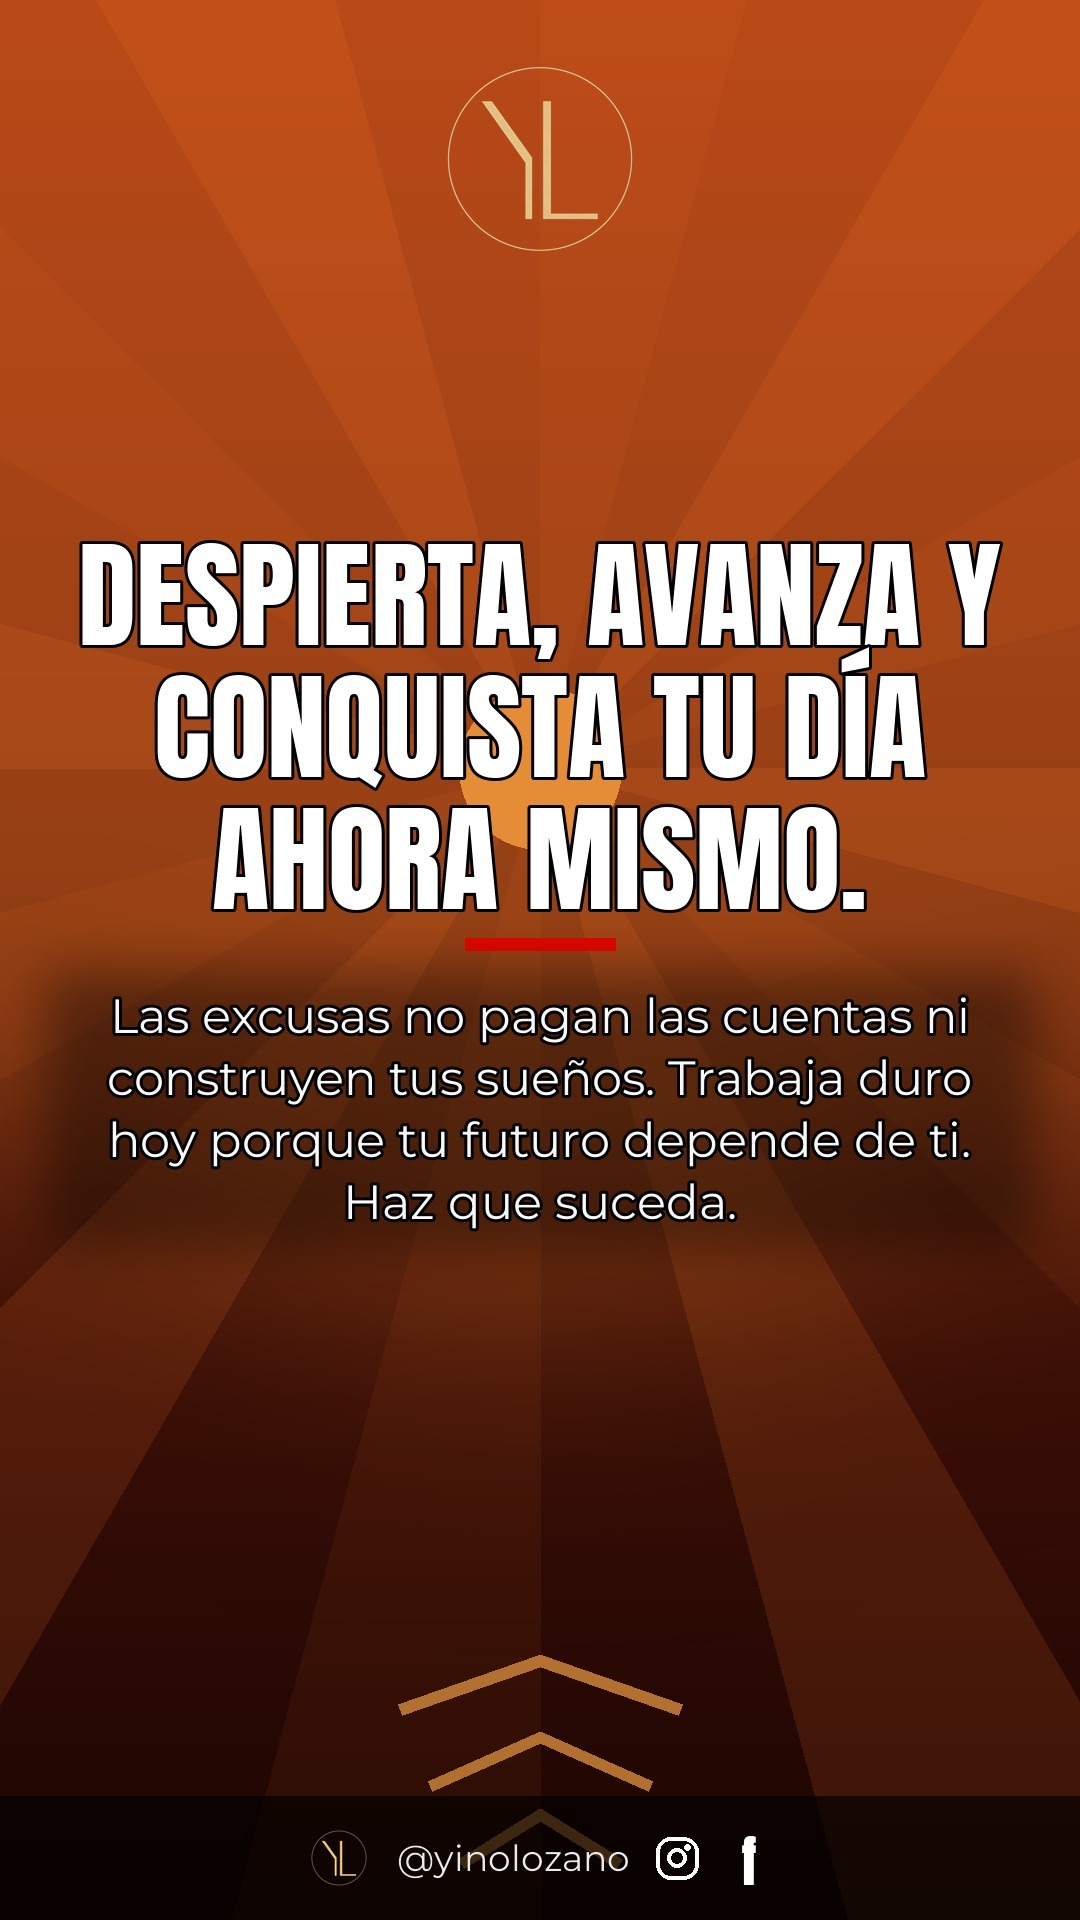 YL
DESPIERTA, AVANZA Y
CONQUISTA TU DÍA
AHORA MISMO.
Las excusas no pagan las cuentas ni
construyen tus sueños. Trabaja duro
hoy porque tu futuro depende de ti.
Haz que suceda.
YL @yinolozano